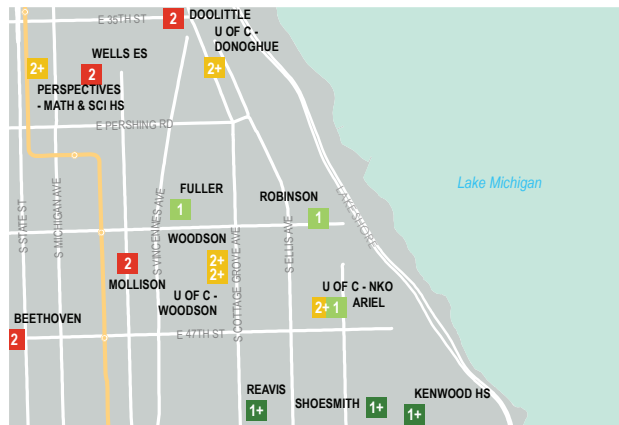 E 35TH ST
2
DOOLITTLE
U OF C -
DONOGHUE
WELLS ES
2+
2
2+
PERSPECTIVES
- MATH & SCI HS
E PERSHING RD
Lake Michigan
FULLER
1
ROBINSON
1
LAKE SHORE
S STATE ST
S MICHIGAN AVE
S VINCENNES AVE
S COTTAGE GROVE AVE
S ELLIS AVE
WOODSON
2+
2+
2
MOLLISON
U OF C -
WOODSON
U OF C - NKO
2+
1
ARIEL
BEETHOVEN
2
E 47TH ST
REAVIS
1+
SHOESMITH
1+
KENWOOD HS
1+